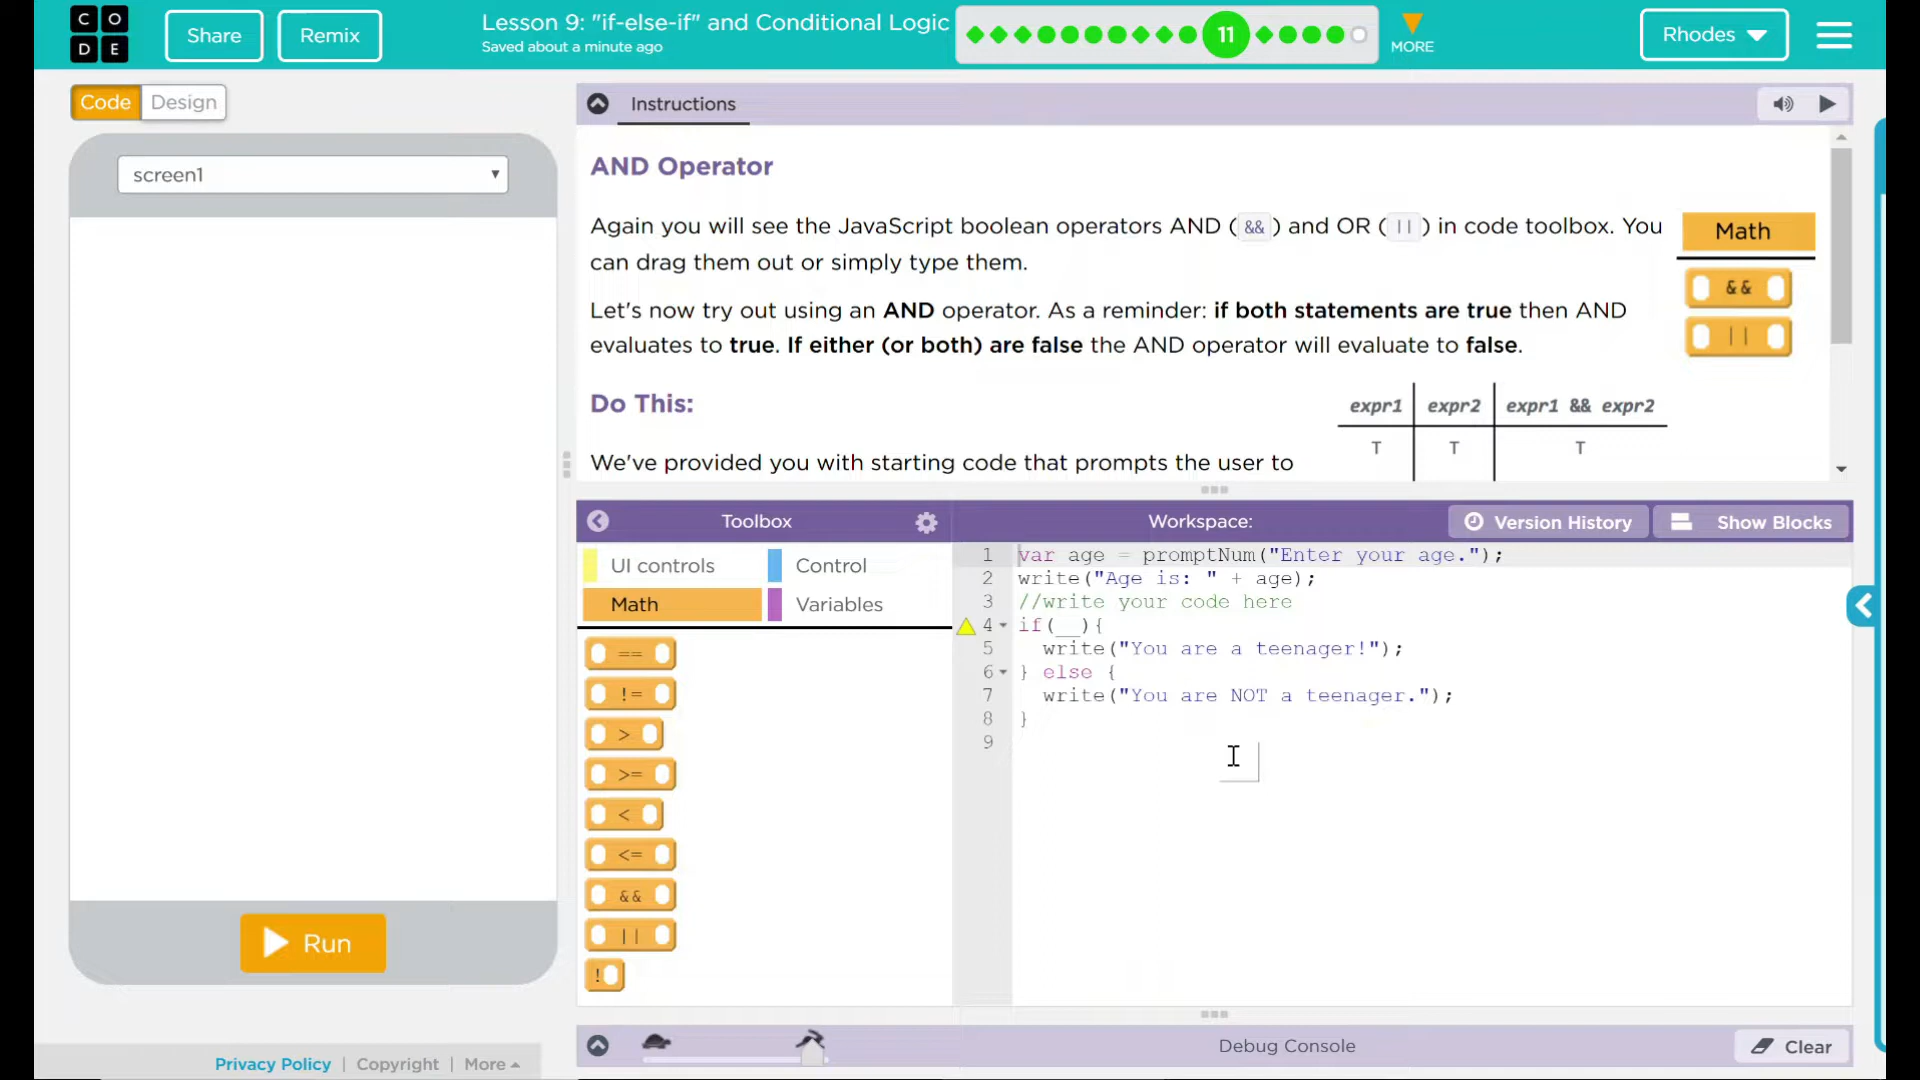 CODE
Share
Remix
Lesson 9: "if-else-if" and Conditional Logic
Saved about a minute ago
11
MORE
Rhodes
Code
Design
screen1
Run
Privacy Policy | Copyright | More
Instructions
AND Operator
Again you will see the JavaScript boolean operators AND ( && ) and OR ( || ) in code toolbox. You
can drag them out or simply type them.
Let's now try out using an AND operator. As a reminder: if both statements are true then AND
evaluates to true. If either (or both) are false the AND operator will evaluate to false.
Math
&&
||
Do This:
We've provided you with starting code that prompts the user to
expr1 expr2 expr1 && expr2
T T T
Toolbox
Workspace:
Version History
Show Blocks
UI controls
Control
Math
Variables
==
!=
>
>=
<
<=
&&
||
!
1 var age = promptNum("Enter your age.");
2 write("Age is: " + age);
3 //write your code here
4 if(__){
5 write("You are a teenager!");
6 } else {
7 write("You are NOT a teenager.");
8 }
9
Debug Console
Clear